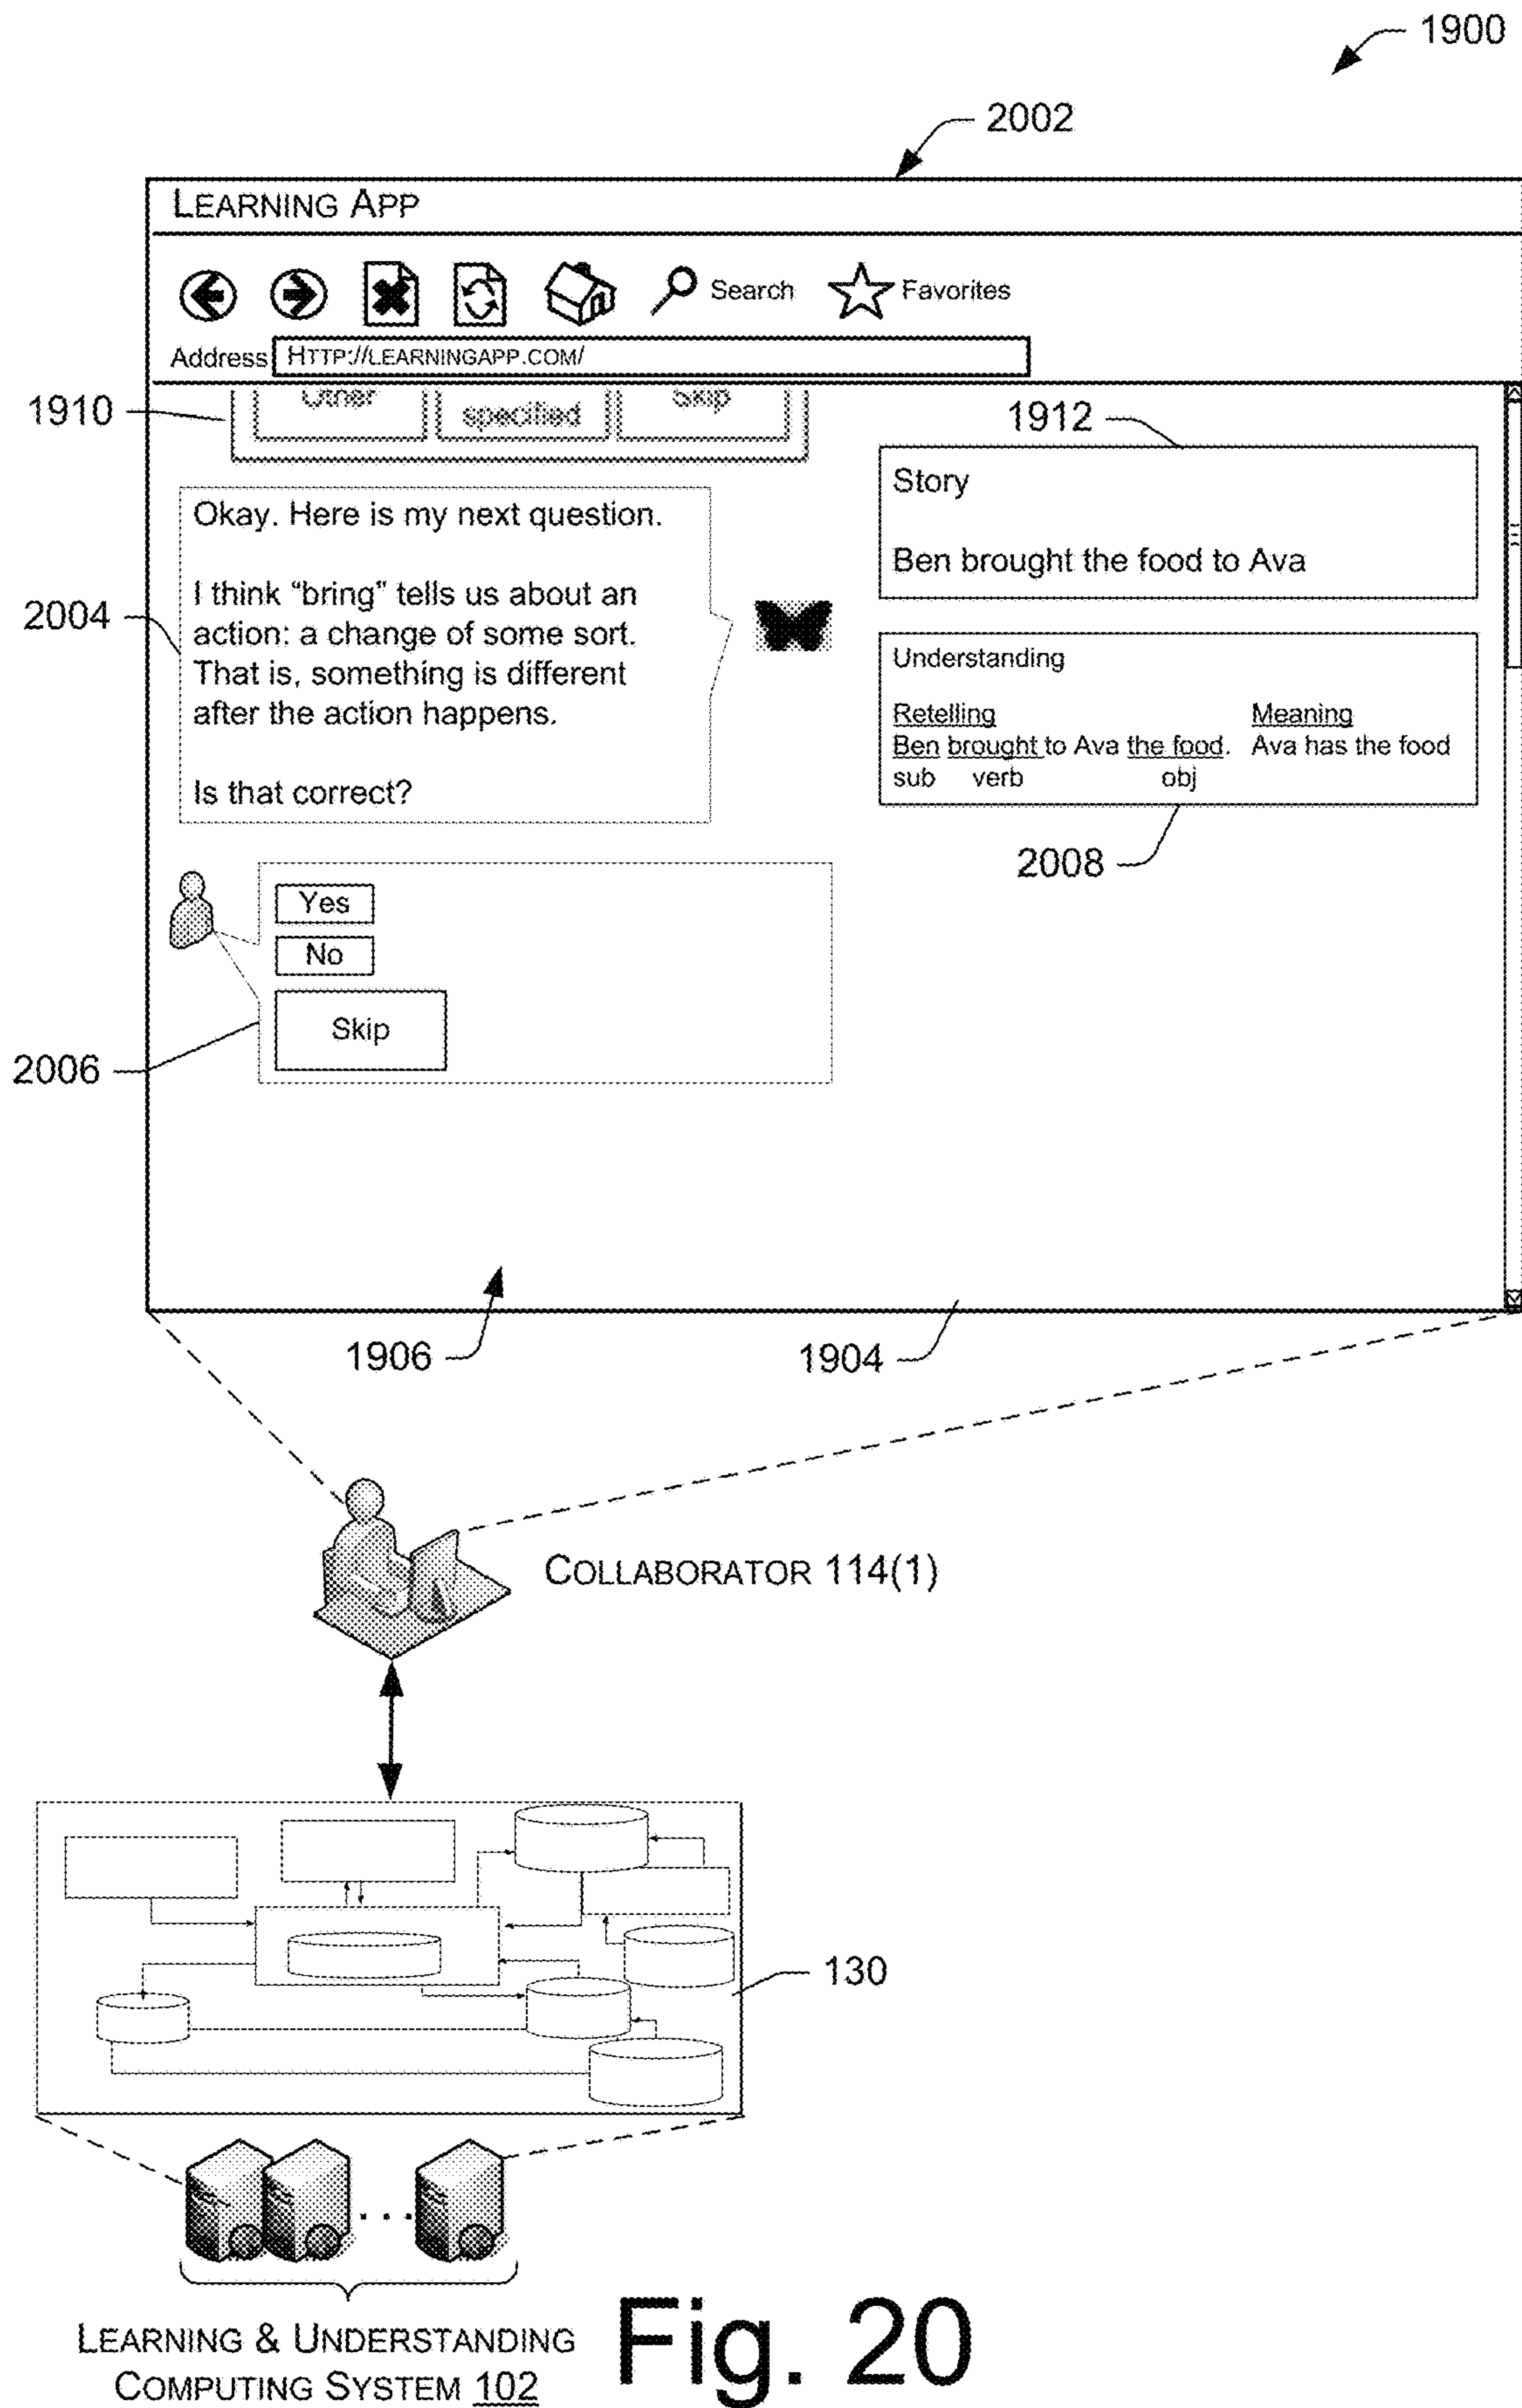 1900
2002
LEARNING APP
Search
Favorites
Address
HTTP://LEARNINGAPP.COM/
1910
Other
specified
Skip
1912
Story
Ben brought the food to Ava
Okay. Here is my next question.
2004
I think “bring” tells us about an
action: a change of some sort.
That is, something is different
after the action happens.
Is that correct?
Understanding
Retelling Meaning
Ben brought to Ava the food. Ava has the food
sub verb obj
2008
Yes
No
Skip
2006
1906
1904
COLLABORATOR 114(1)
130
...
LEARNING & UNDERSTANDING
COMPUTING SYSTEM 102
Fig. 20